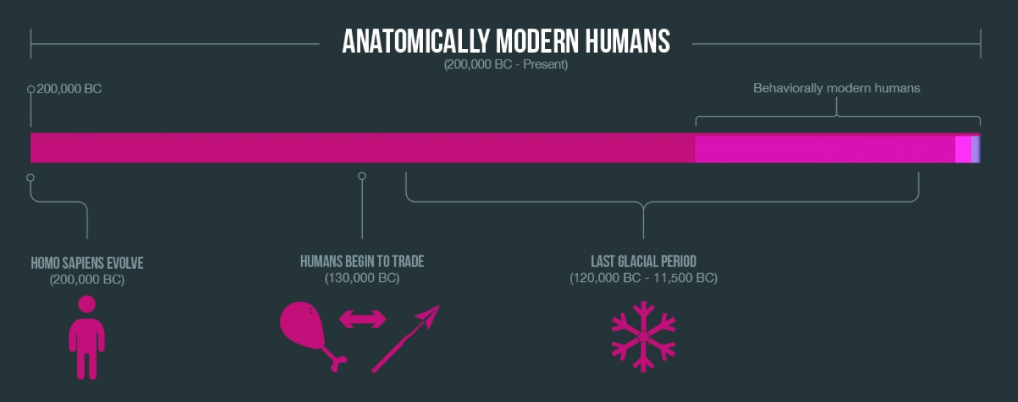 ANATOMICALLY MODERN HUMANS
(200,000 BC - Present)
200,000 BC
Behaviorally modern humans
HOMO SAPIENS EVOLVE
(200,000 BC)
HUMANS BEGIN TO TRADE
(130,000 BC)
LAST GLACIAL PERIOD
(120,000 BC - 11,500 BC)